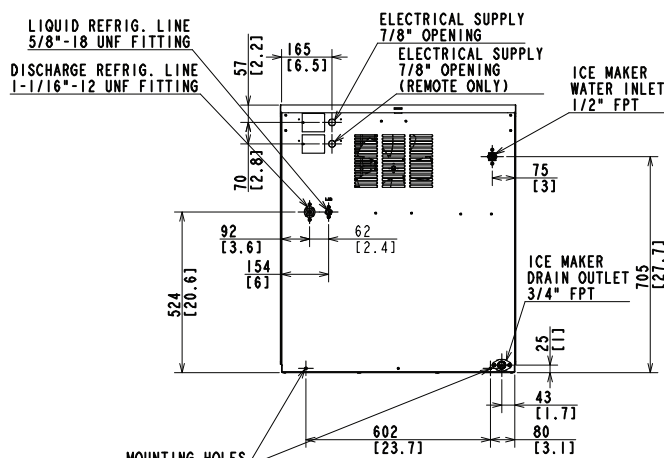 LIQUID REFRIG. LINE
5/8"-18 UNF FITTING
DISCHARGE REFRIG. LINE
1-1/16"-12 UNF FITTING
57
[2.2]
165
[6.5]
ELECTRICAL SUPPLY
7/8" OPENING
ELECTRICAL SUPPLY
7/8" OPENING
(REMOTE ONLY)
ICE MAKER
WATER INLET
1/2" FPT
70
[2.8]
75
[3]
92
[3.6]
62
[2.4]
154
[6]
524
[20.6]
705
[27.7]
ICE MAKER
DRAIN OUTLET
3/4" FPT
25
[1]
43
[1.7]
602
[23.7]
80
[3.1]
MOUNTING HOLES